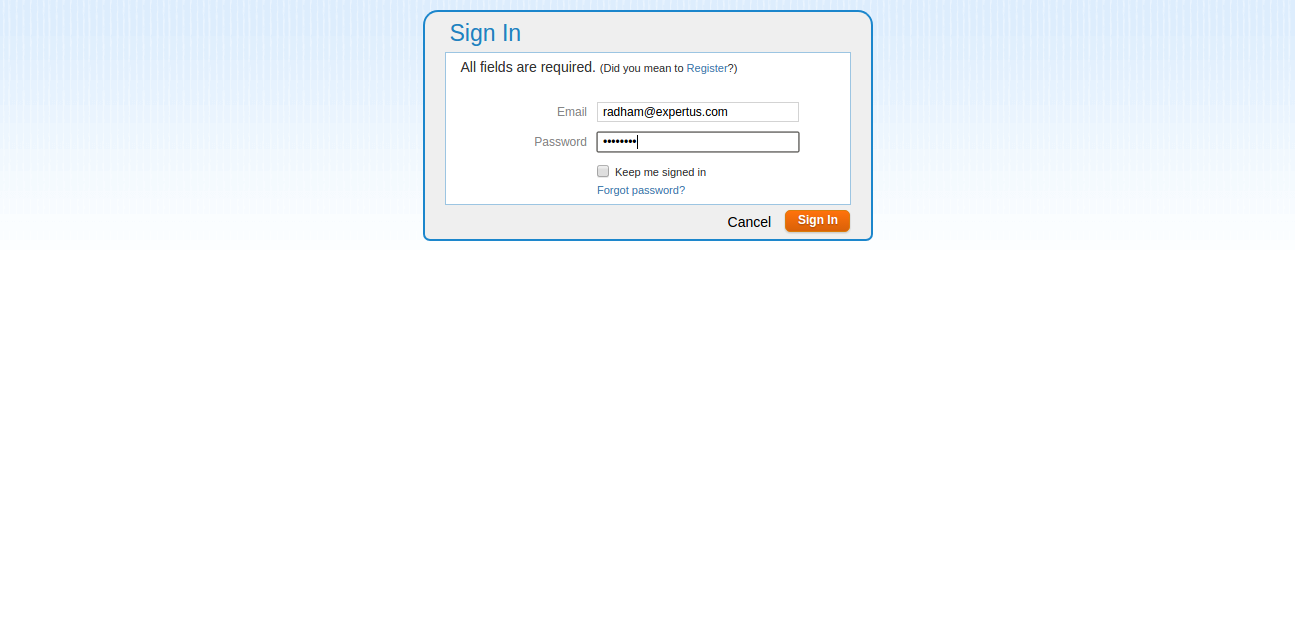 Sign In
All fields are required. (Did you mean to Register?)
Email radham@expertus.com
Password ••••••••
Keep me signed in
Forgot password?
Cancel Sign In